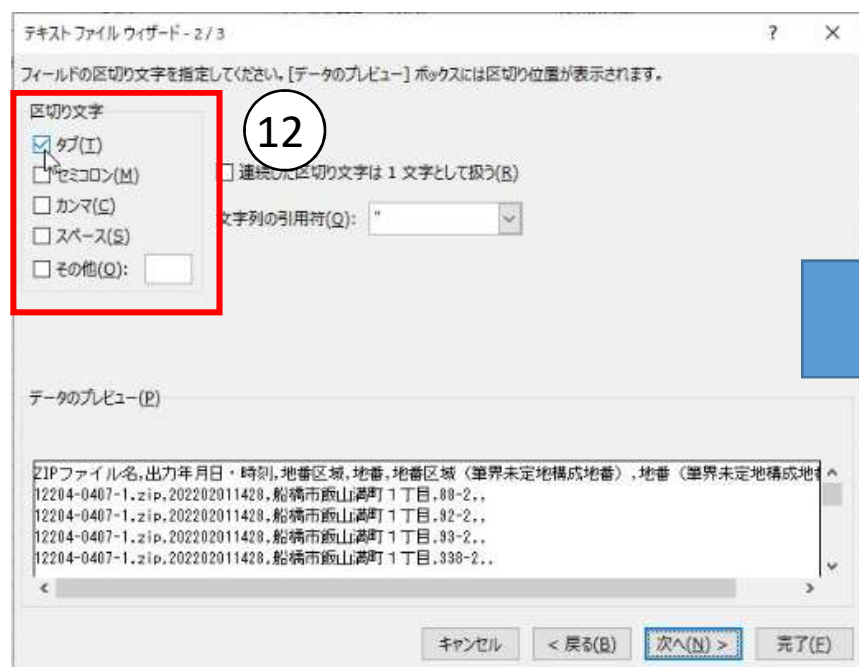 テキスト ファイル ウィザード - 2 / 3 ? ×
フィールドの区切り文字を指定してください。[データのプレビュー] ボックスには区切り位置が表示されます。
区切り文字
12
タブ(T)
セミコロン(M)
連続した区切り文字は 1 文字として扱う(R)
カンマ(C)
文字列の引用符(Q): "
スペース(S)
その他(O):
データのプレビュー(P)
ZIPファイル名,出力年月日・時刻,地番区域,地番,地番区域（筆界未定地構成地番）,地番（筆界未定地構成地
12204-0407-1.zip,202202011428,船橋市飯山満町１丁目,88-2,,
12204-0407-1.zip,202202011428,船橋市飯山満町１丁目,92-2,,
12204-0407-1.zip,202202011428,船橋市飯山満町１丁目,93-2,,
12204-0407-1.zip,202202011428,船橋市飯山満町１丁目,338-2,,
キャンセル < 戻る(B) 次へ(N) > 完了(F)